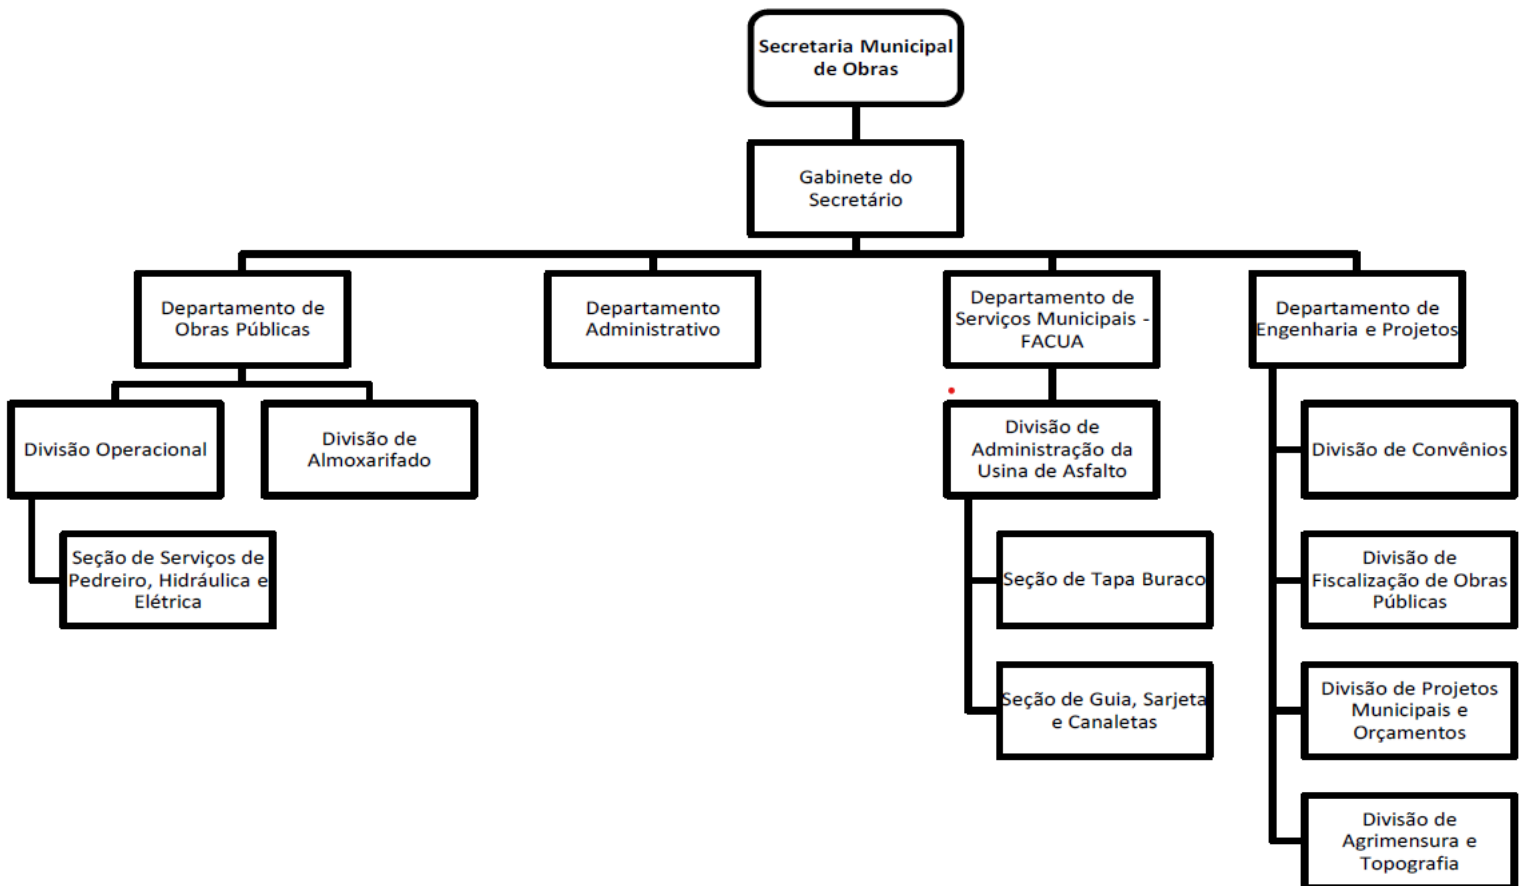 Secretaria Municipal
de Obras
Gabinete do
Secretário
Departamento de
Obras Públicas
Departamento
Administrativo
Departamento de
Serviços Municipais -
FACUA
Departamento de
Engenharia e Projetos
Divisão Operacional
Divisão de
Almoxarifado
Divisão de
Administração da
Usina de Asfalto
Divisão de Convênios
Seção de Serviços de
Pedreiro, Hidráulica e
Elétrica
Seção de Tapa Buraco
Divisão de
Fiscalização de Obras
Públicas
Seção de Guia, Sarjeta
e Canaletas
Divisão de Projetos
Municipais e
Orçamentos
Divisão de
Agrimensura e
Topografia